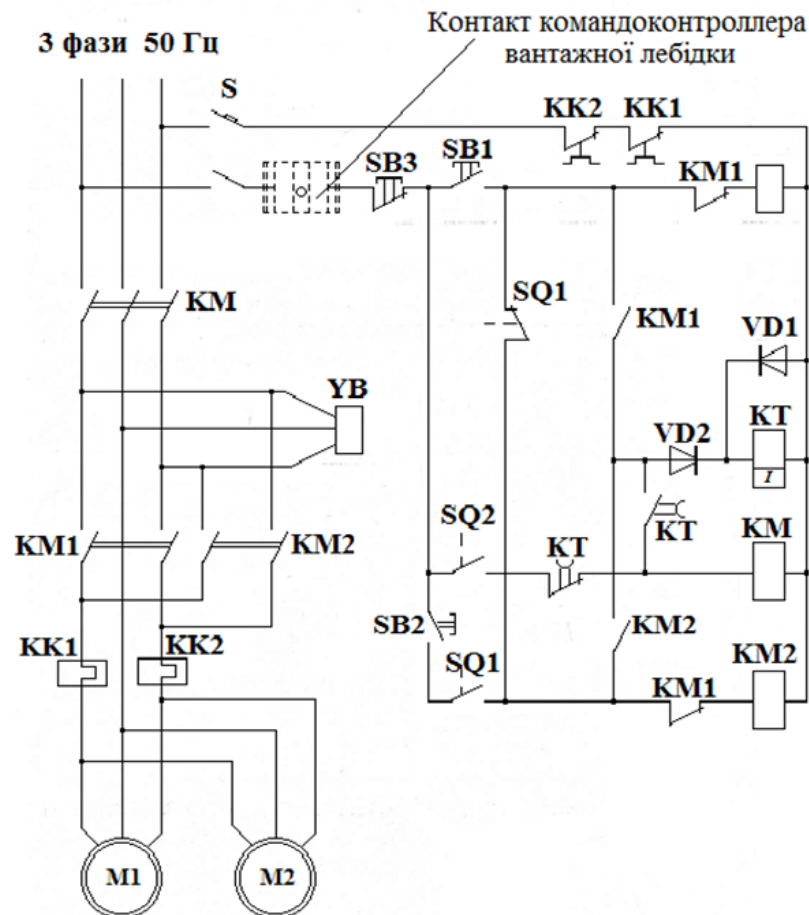 Контакт командоконтроллера
вантажної лебідки
3 фази 50 Гц
S
KK2
KK1
SB3
SB1
KM1
KM
SQ1
KM1
VD1
YB
VD2
KT
I
KT
SQ2
KT
KM
KM1
KM2
SB2
KM2
KK1
KK2
SQ1
KM1
KM2
M1
M2